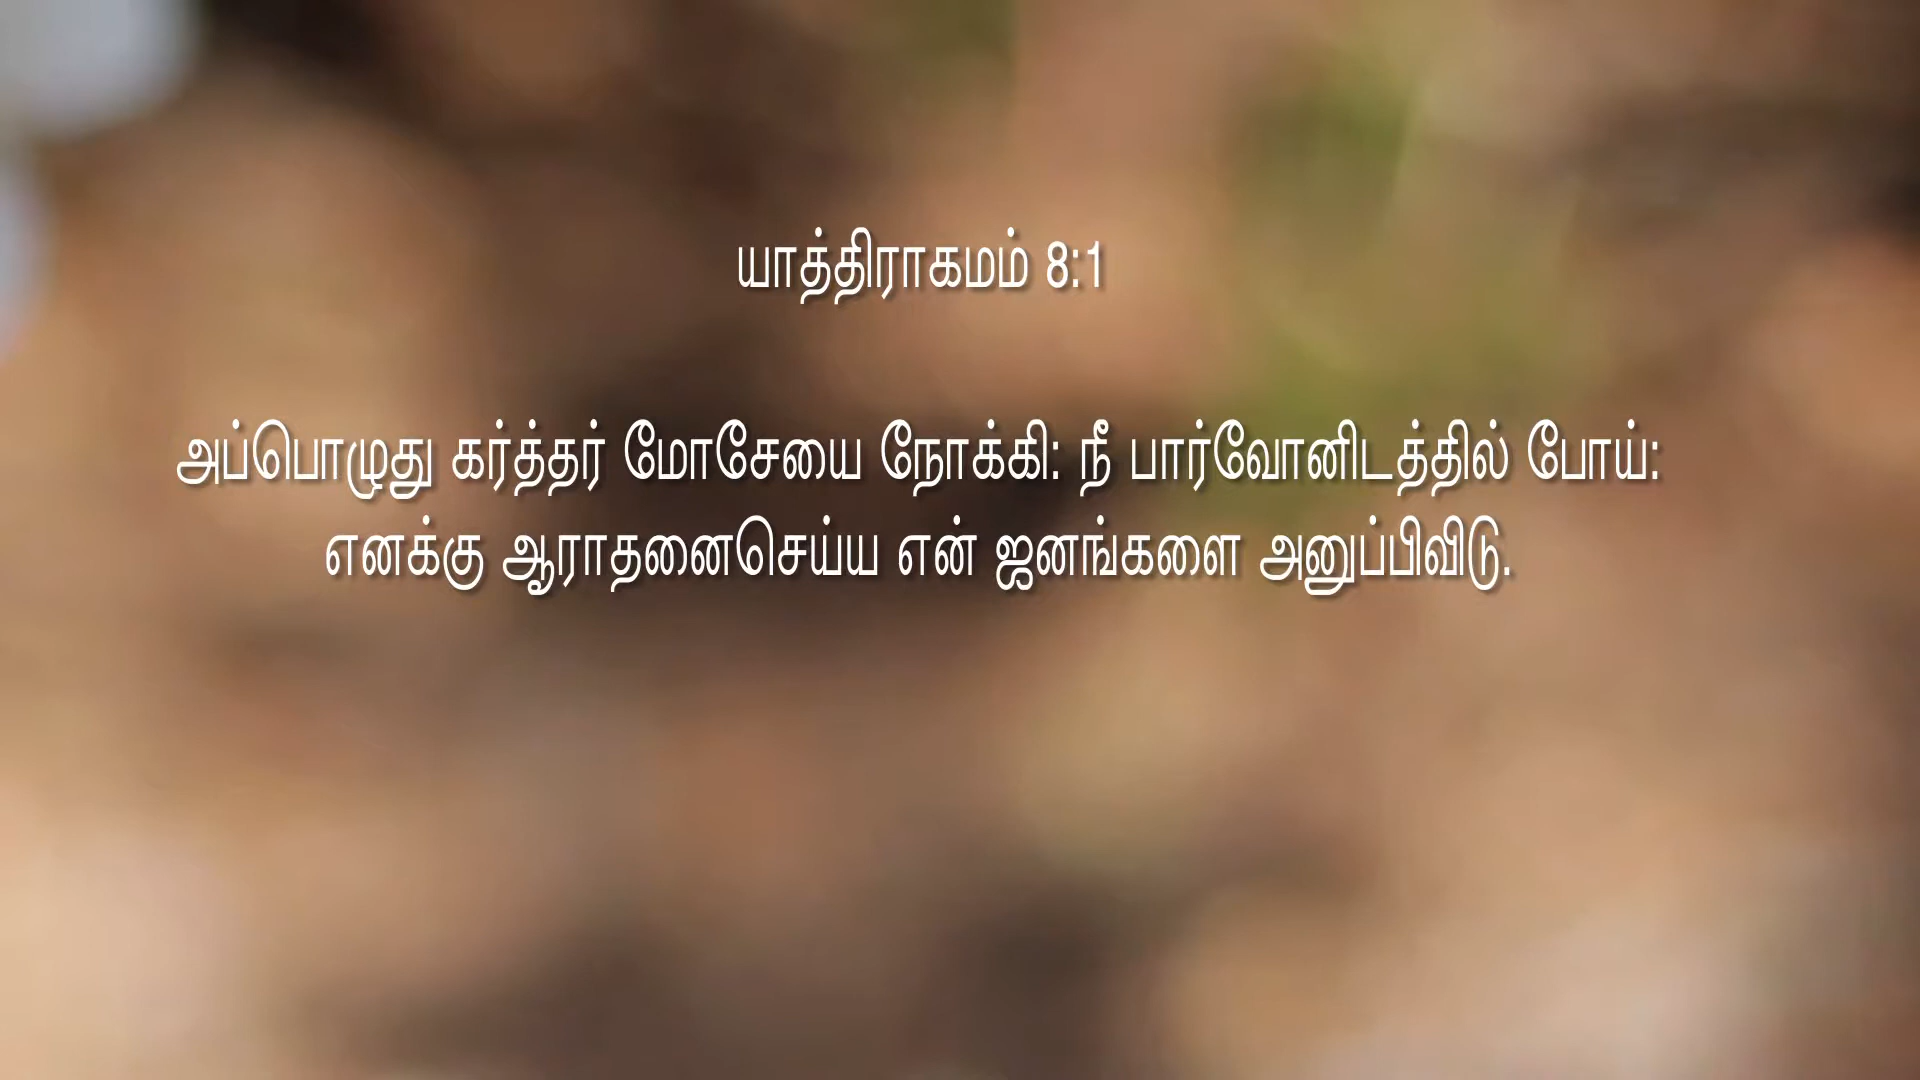 யாத்திராகமம் 8:1
அப்பொழுது கர்த்தர் மோசேயை நோக்கி: நீ பார்வோனிடத்தில் போய்:
எனக்கு ஆராதனைசெய்ய என் ஜனங்களை அனுப்பிவிடு.